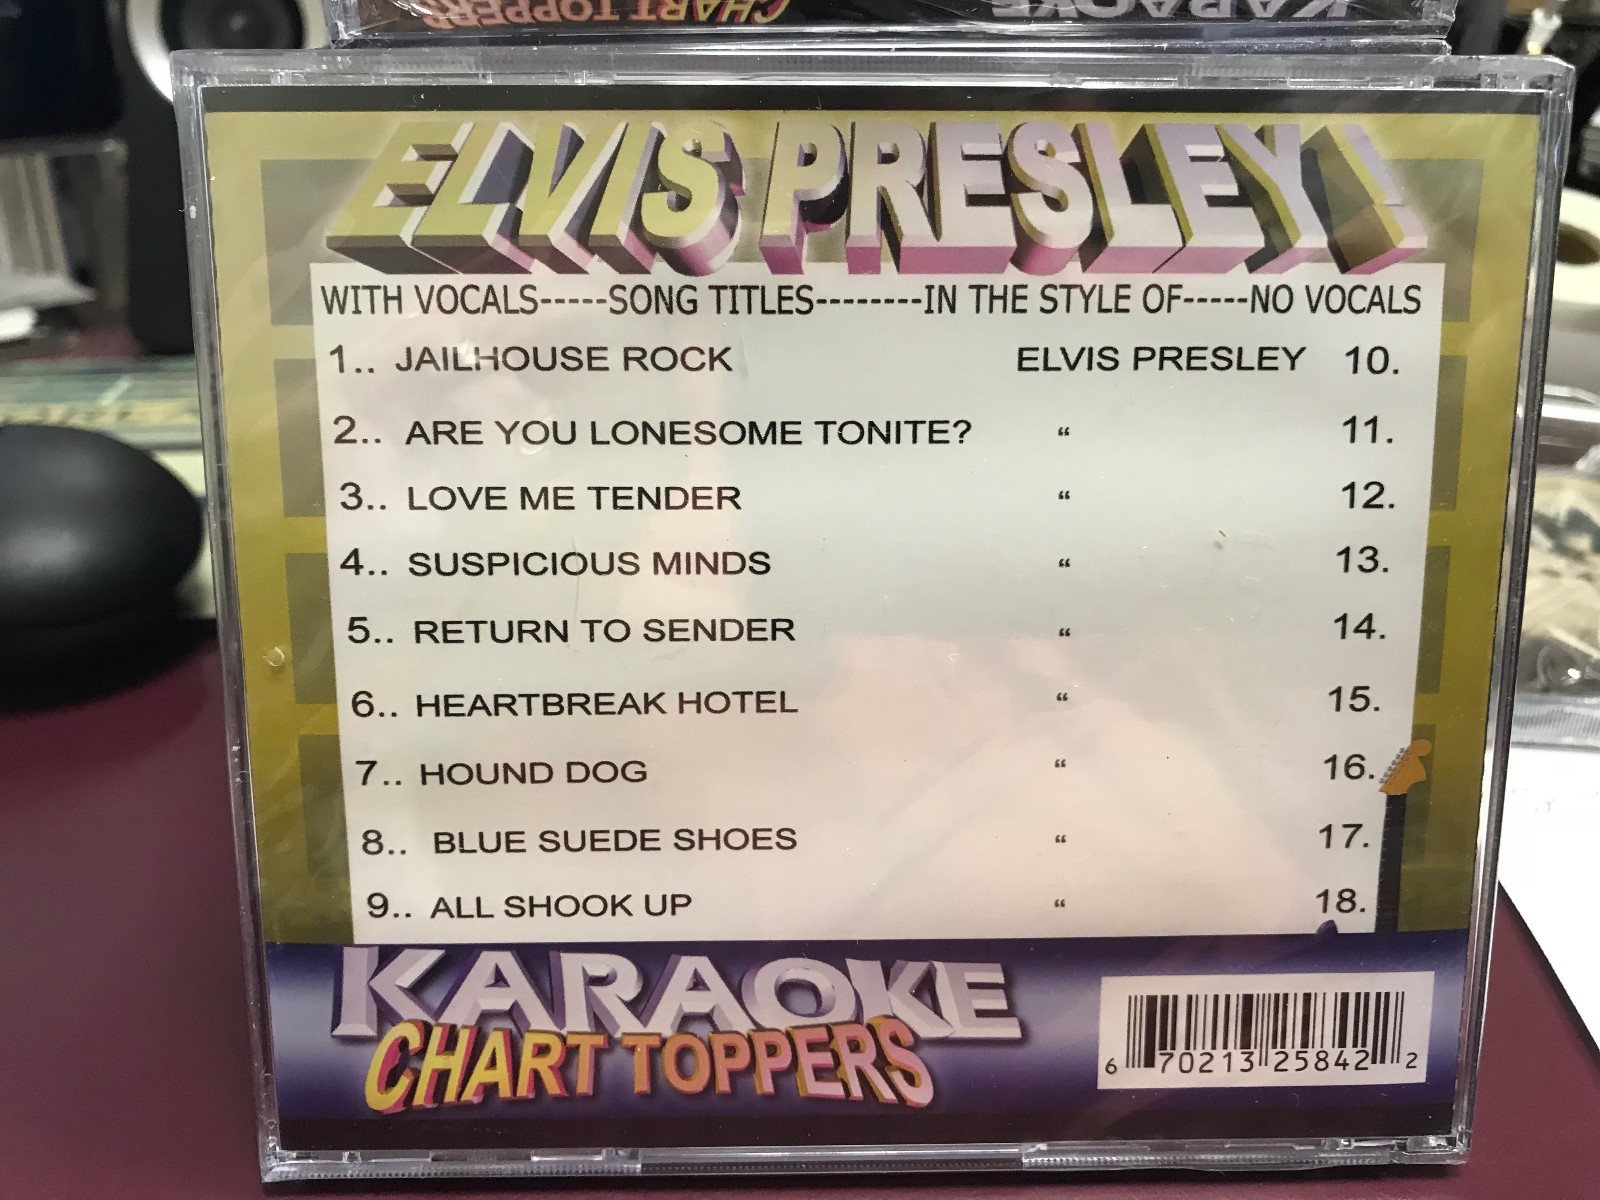 CHART TOPPERS KARAOKE
ELVIS PRESLEY !
WITH VOCALS-----SONG TITLES--------IN THE STYLE OF-----NO VOCALS
1.. JAILHOUSE ROCK ELVIS PRESLEY 10.
2.. ARE YOU LONESOME TONITE? “ 11.
3.. LOVE ME TENDER “ 12.
4.. SUSPICIOUS MINDS “ 13.
5.. RETURN TO SENDER “ 14.
6.. HEARTBREAK HOTEL “ 15.
7.. HOUND DOG “ 16.
8.. BLUE SUEDE SHOES “ 17.
9.. ALL SHOOK UP “ 18.
KARAOKE
CHART TOPPERS
6 70213 25842 2